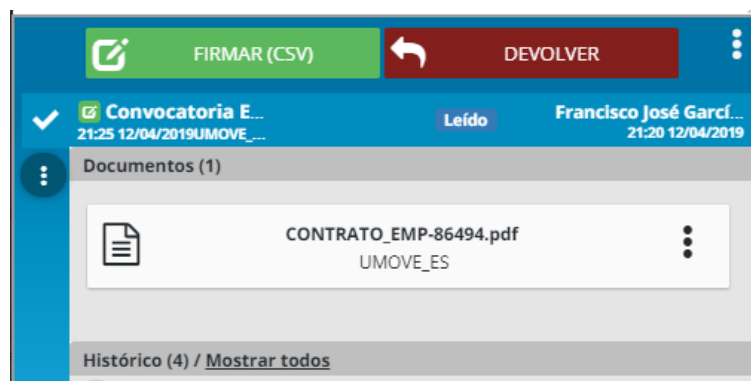 FIRMAR (CSV) DEVOLVER
Convocatoria E... Leído Francisco José Garcí...
21:25 12/04/2019UMOVE_... 21:20 12/04/2019
Documentos (1)
CONTRATO_EMP-86494.pdf
UMOVE_ES
Histórico (4) / Mostrar todos